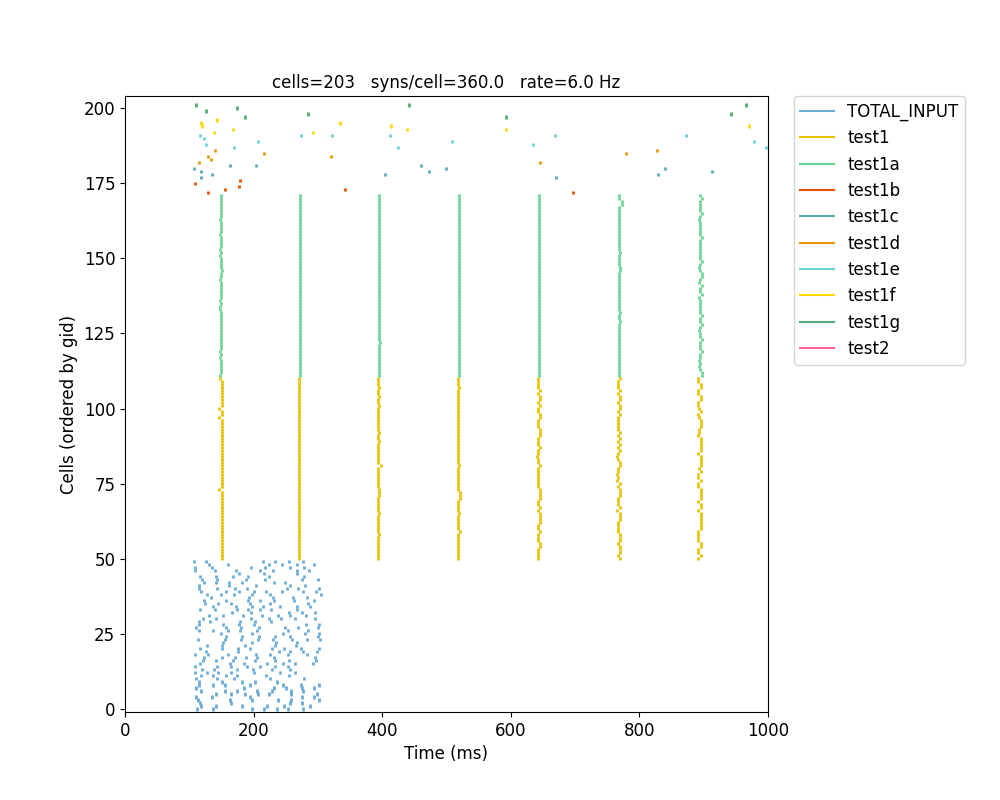 cells=203   syns/cell=360.0   rate=6.0 Hz
200
175
150
125
100
75
50
25
0
Cells (ordered by gid)
0
200
400
600
800
1000
Time (ms)
TOTAL_INPUT
test1
test1a
test1b
test1c
test1d
test1e
test1f
test1g
test2